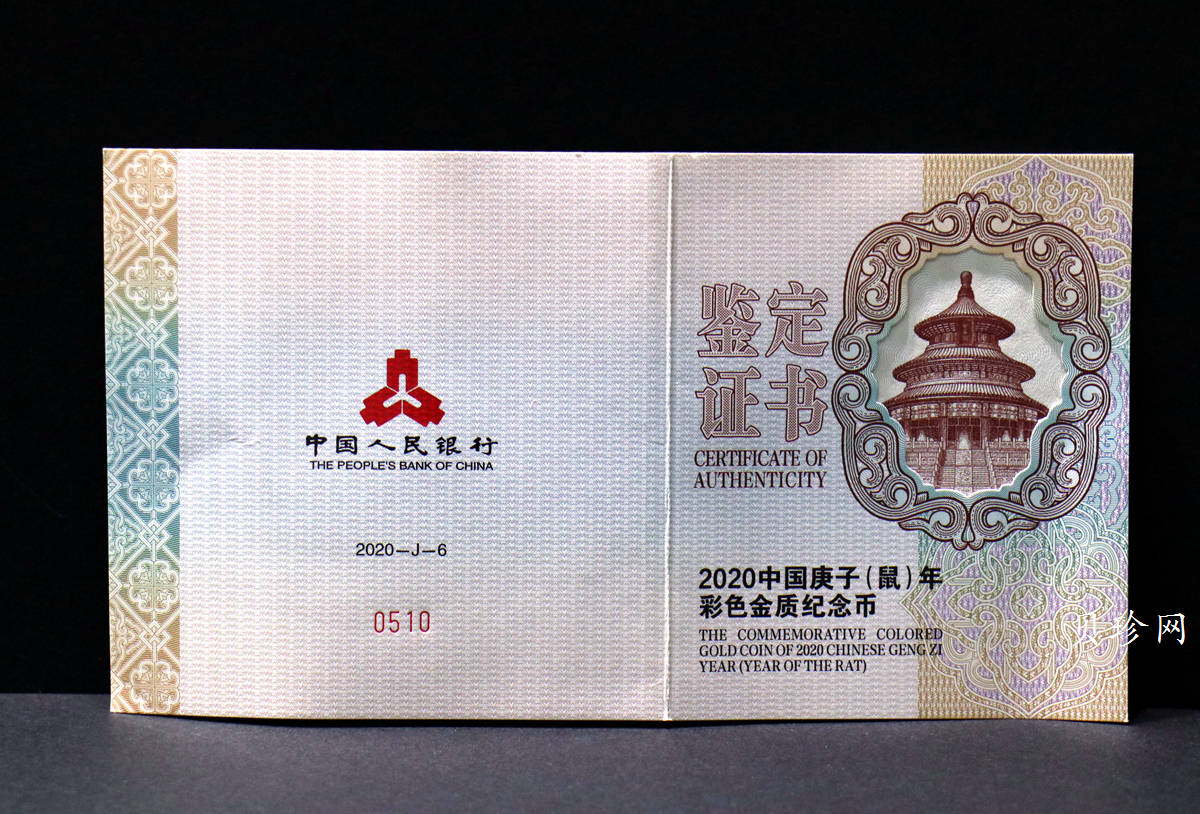 中国人民银行
THE PEOPLE'S BANK OF CHINA
2020－J－6
0510
鉴定
证书
CERTIFICATE OF
AUTHENTICITY
2020中国庚子（鼠）年
彩色金质纪念币
THE COMMEMORATIVE COLORED
GOLD COIN OF 2020 CHINESE GENG ZI
YEAR (YEAR OF THE RAT)
珍网